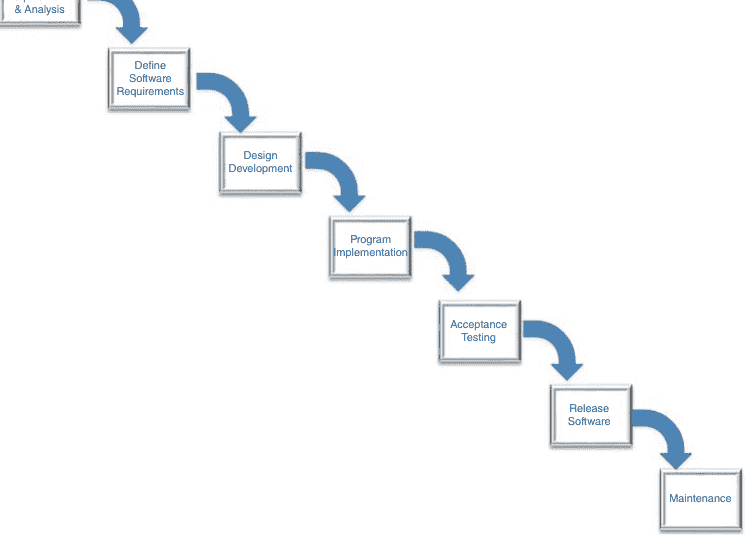 & Analysis
Define
Software
Requirements
Design
Development
Program
Implementation
Acceptance
Testing
Release
Software
Maintenance